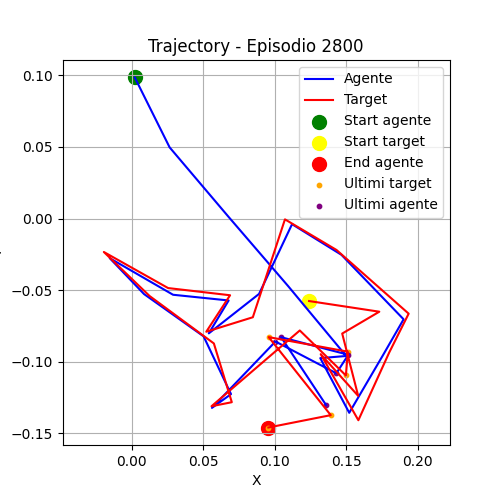 Trajectory - Episodio 2800
Agente
Target
Start agente
Start target
End agente
Ultimi target
Ultimi agente
0.10
0.05
0.00
−0.05
−0.10
−0.15
0.00
0.05
0.10
0.15
0.20
X